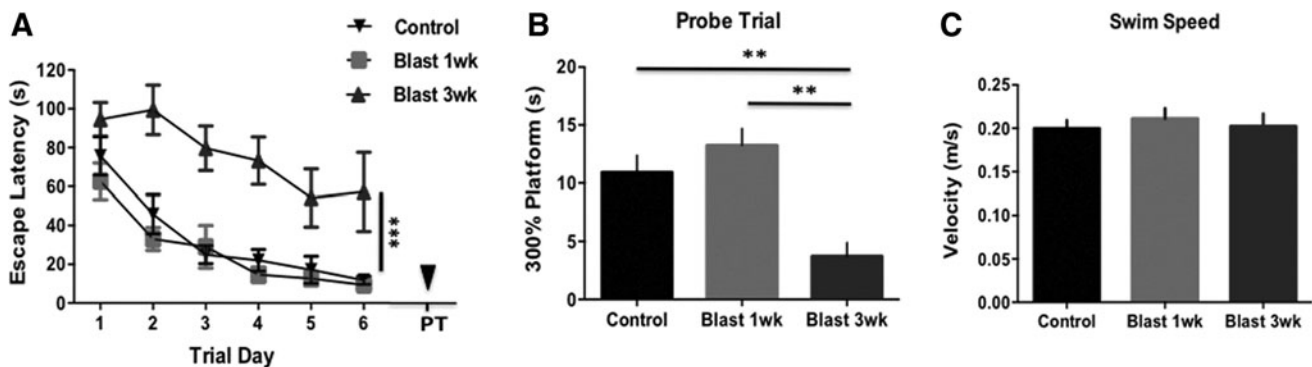 A
Control
Blast 1wk
Blast 3wk
Escape Latency (s)
120
100
80
60
40
20
0
***
1 2 3 4 5 6 PT
Trial Day
B
Probe Trial
300% Platform (s)
20
15
10
5
0
**
**
Control Blast 1wk Blast 3wk
C
Swim Speed
Velocity (m/s)
0.25
0.20
0.15
0.10
0.05
0.00
Control Blast 1wk Blast 3wk